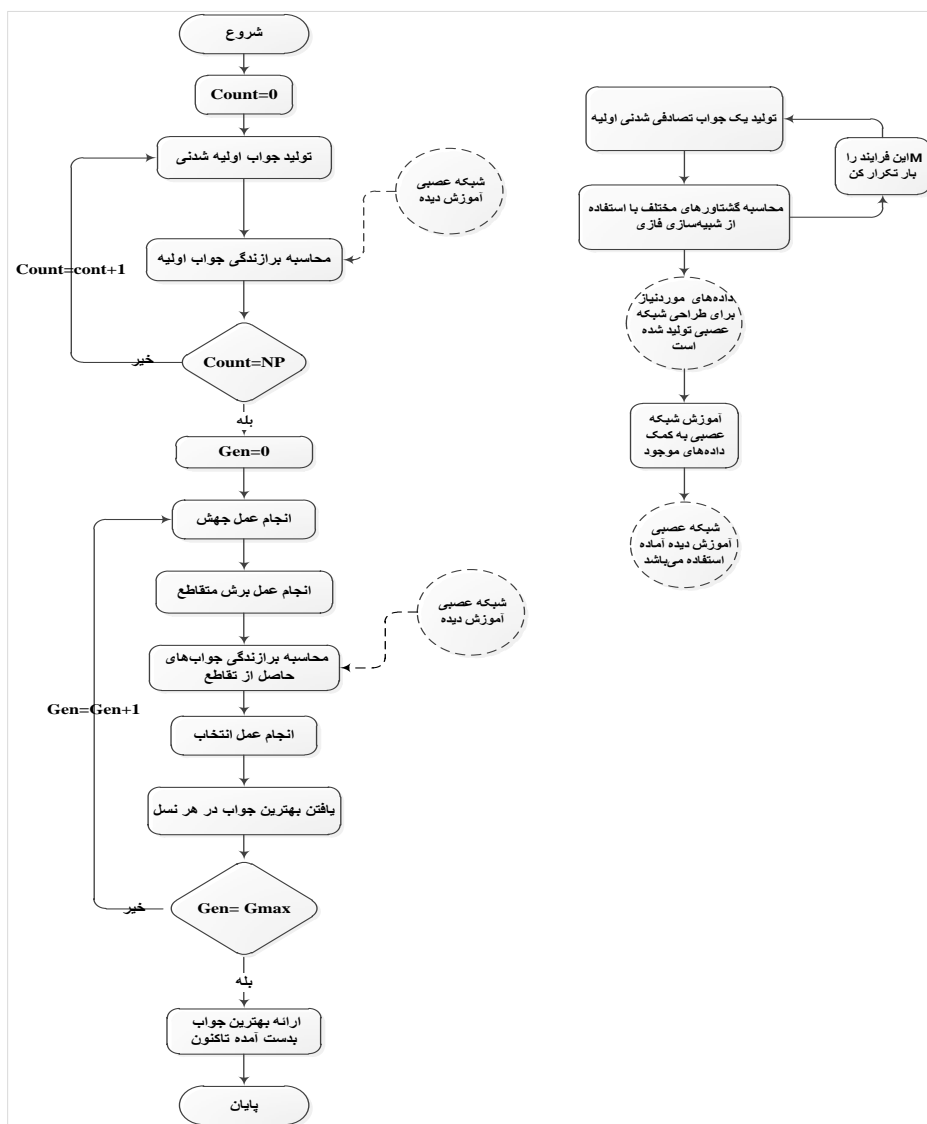 شروع
Count=0
تولید جواب اولیه شدنی
شبکه عصبی
آموزش دیده
محاسبه برازندگی جواب اولیه
Count=cont+1
Count=NP
خیر
بله
Gen=0
انجام عمل جهش
انجام عمل برش متقاطع
شبکه عصبی
آموزش دیده
محاسبه برازندگی جواب‌های
حاصل از تقاطع
Gen=Gen+1
انجام عمل انتخاب
یافتن بهترین جواب در هر نسل
Gen= Gmax
خیر
بله
ارائه بهترین جواب
بدست آمده تاکنون
پایان
تولید یک جواب تصادفی شدنی اولیه
Mاین فرایند را
بار تکرار کن
محاسبه گشتاورهای مختلف با استفاده
از شبیه‌سازی فازی
داده‌های موردنیاز
برای طراحی شبکه
عصبی تولید شده
است
آموزش شبکه
عصبی به کمک
داده‌های موجود
شبکه عصبی
آموزش دیده آماده
استفاده می‌باشد